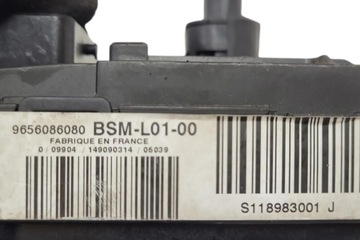 9656086080 BSM-L01-00
FABRIQUE EN FRANCE
0 / 09904 / 149090314 / 05039
S118983001 J